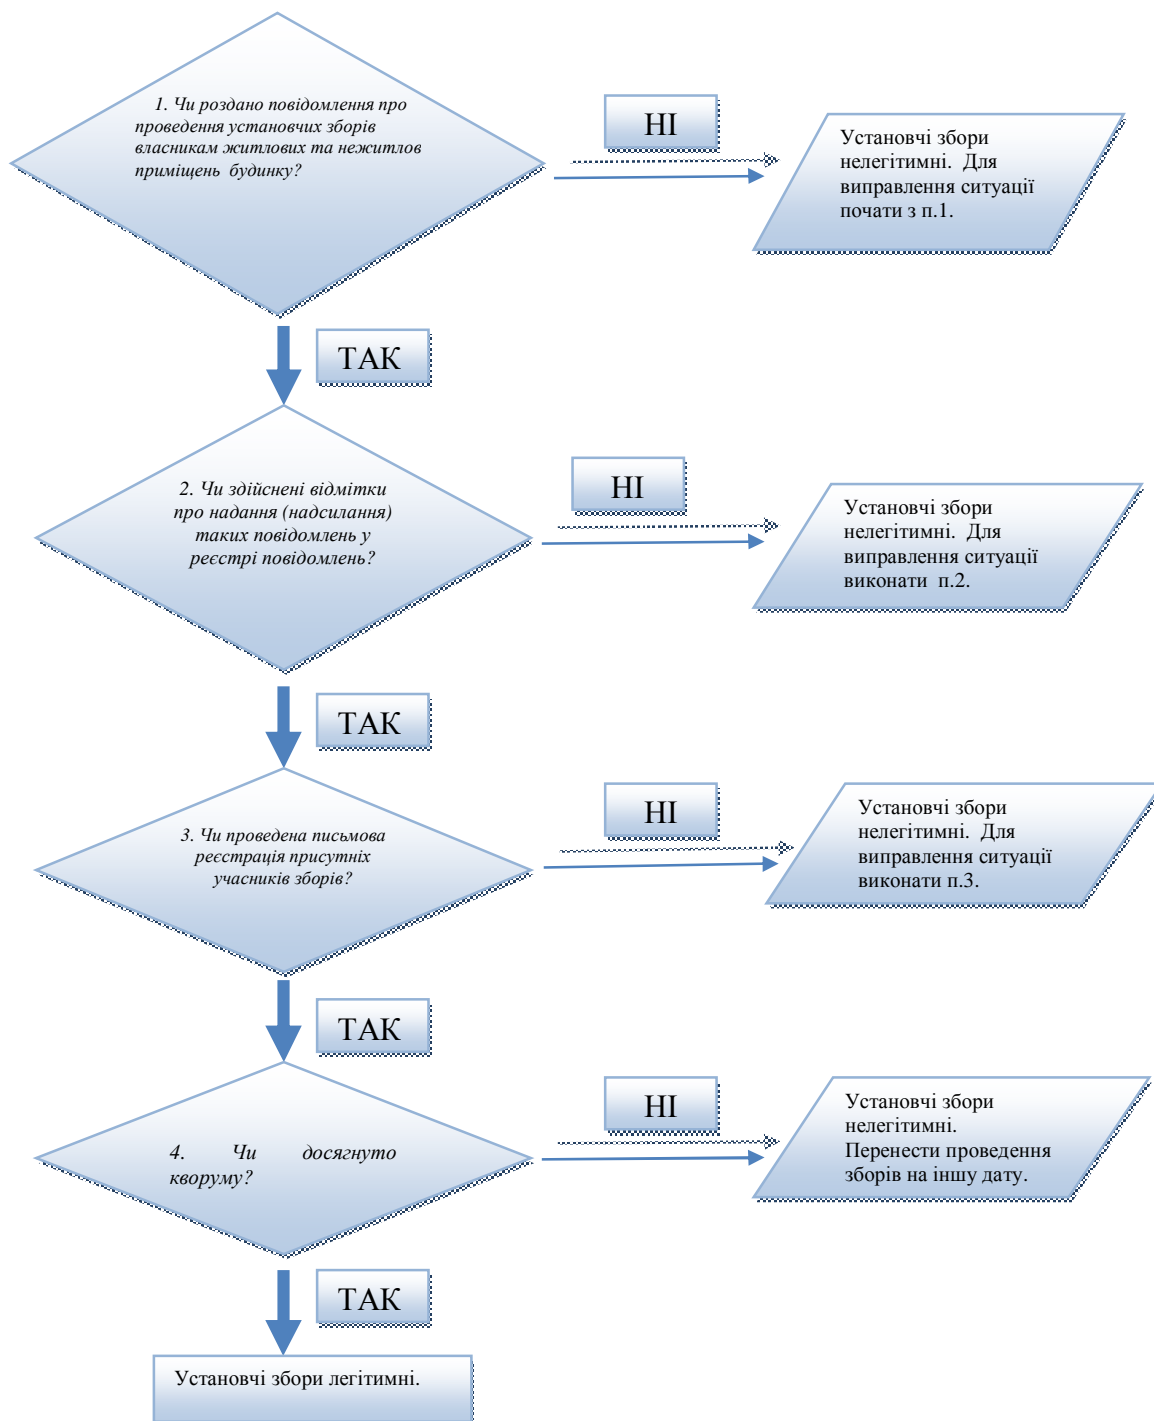 1. Чи роздано повідомлення про
проведення установчих зборів
власникам житлових та нежитлов
приміщень будинку?
НІ
Установчі збори
нелегітимні. Для
виправлення ситуації
почати з п.1.
ТАК
2. Чи здійснені відмітки
про надання (надсилання)
таких повідомлень у
реєстрі повідомлень?
НІ
Установчі збори
нелегітимні. Для
виправлення ситуації
виконати п.2.
ТАК
3. Чи проведена письмова
реєстрація присутніх
учасників зборів?
НІ
Установчі збори
нелегітимні. Для
виправлення ситуації
виконати п.3.
ТАК
4. Чи досягнуто
кворуму?
НІ
Установчі збори
нелегітимні.
Перенести проведення
зборів на іншу дату.
ТАК
Установчі збори легітимні.